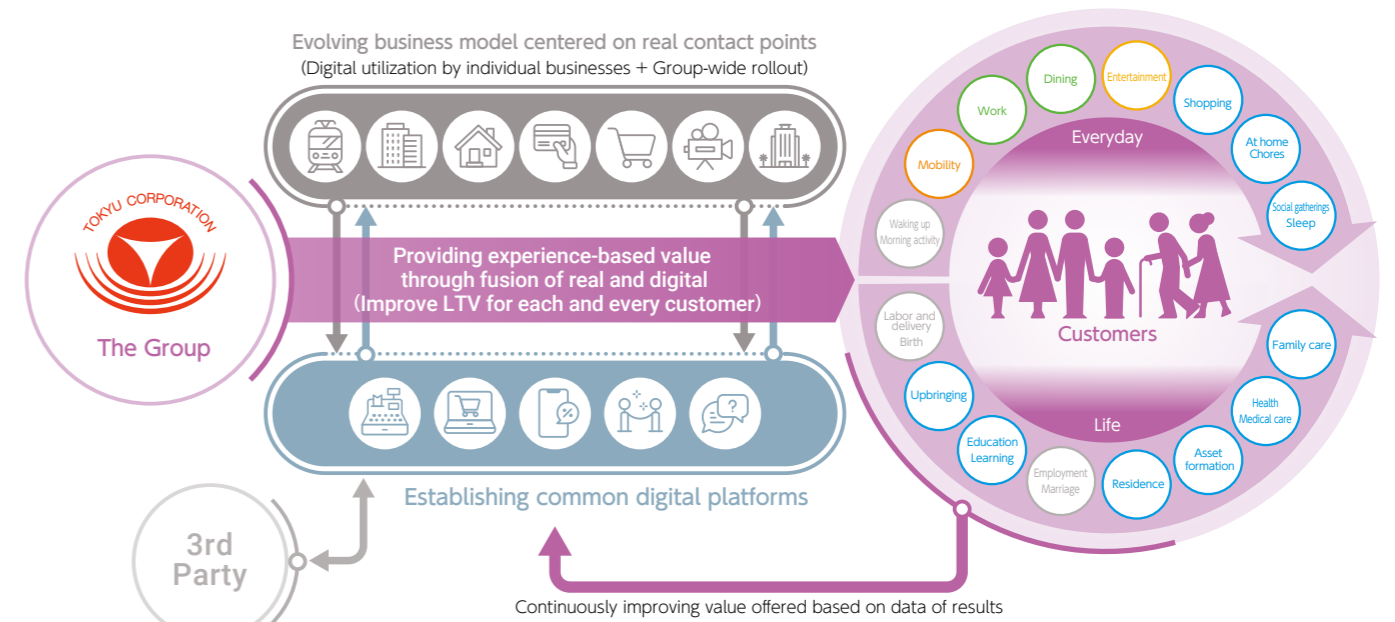 Evolving business model centered on real contact points
(Digital utilization by individual businesses + Group-wide rollout)
TOKYU CORPORATION
The Group
Providing experience-based value
through fusion of real and digital
(Improve LTV for each and every customer)
%
?
Establishing common digital platforms
3rd
Party
Continuously improving value offered based on data of results
Everyday
Waking up
Morning activity
Mobility
Work
Dining
Entertainment
Shopping
At home
Chores
Social gatherings
Sleep
Customers
Life
Labor and
delivery
Birth
Upbringing
Education
Learning
Employment
Marriage
Residence
Asset
formation
Health
Medical care
Family care